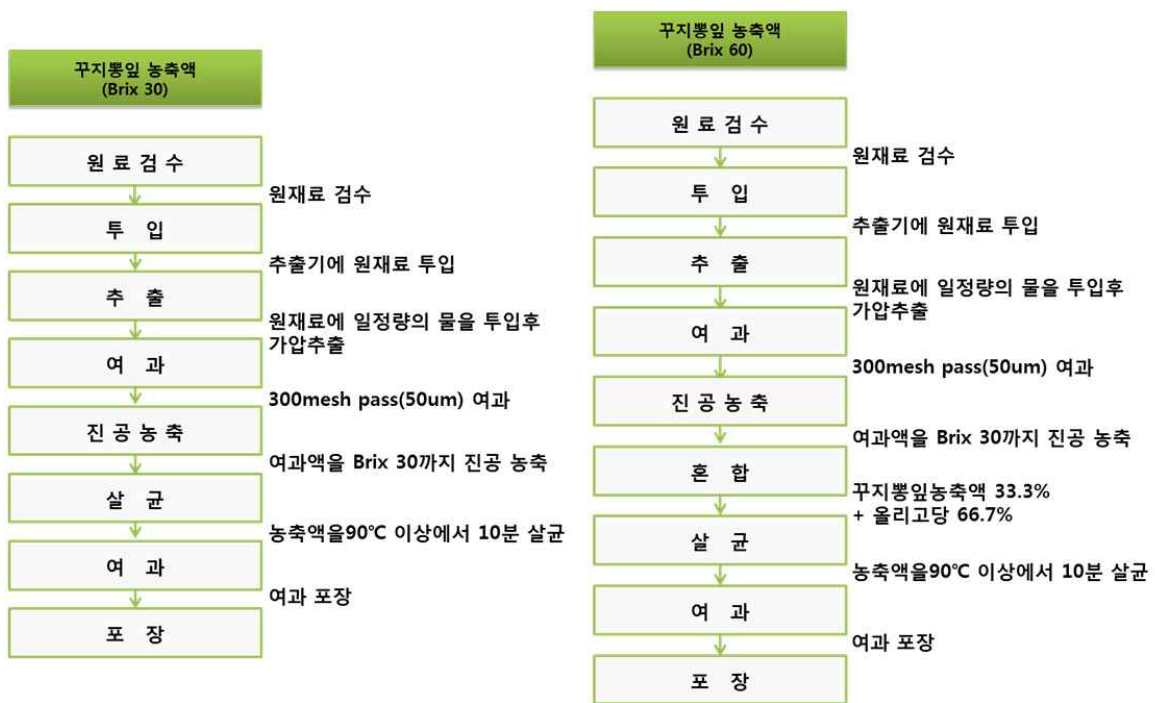 꾸지뽕잎 농축액
(Brix 30)
원 료 검 수
원재료 검수
투 입
추출기에 원재료 투입
추 출
원재료에 일정량의 물을 투입후
가압추출
여 과
300mesh pass(50um) 여과
진 공 농 축
여과액을 Brix 30까지 진공 농축
살 균
농축액을90℃ 이상에서 10분 살균
여 과
여과 포장
포 장
꾸지뽕잎 농축액
(Brix 60)
원 료 검 수
원재료 검수
투 입
추출기에 원재료 투입
추 출
원재료에 일정량의 물을 투입후
가압추출
여 과
300mesh pass(50um) 여과
진 공 농 축
여과액을 Brix 30까지 진공 농축
혼 합
꾸지뽕잎농축액 33.3%
+ 올리고당 66.7%
살 균
농축액을90℃ 이상에서 10분 살균
여 과
여과 포장
포 장